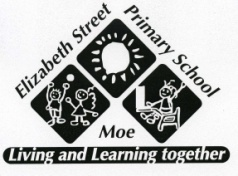 Elizabeth Street
Primary School
Moe
Living and Learning together